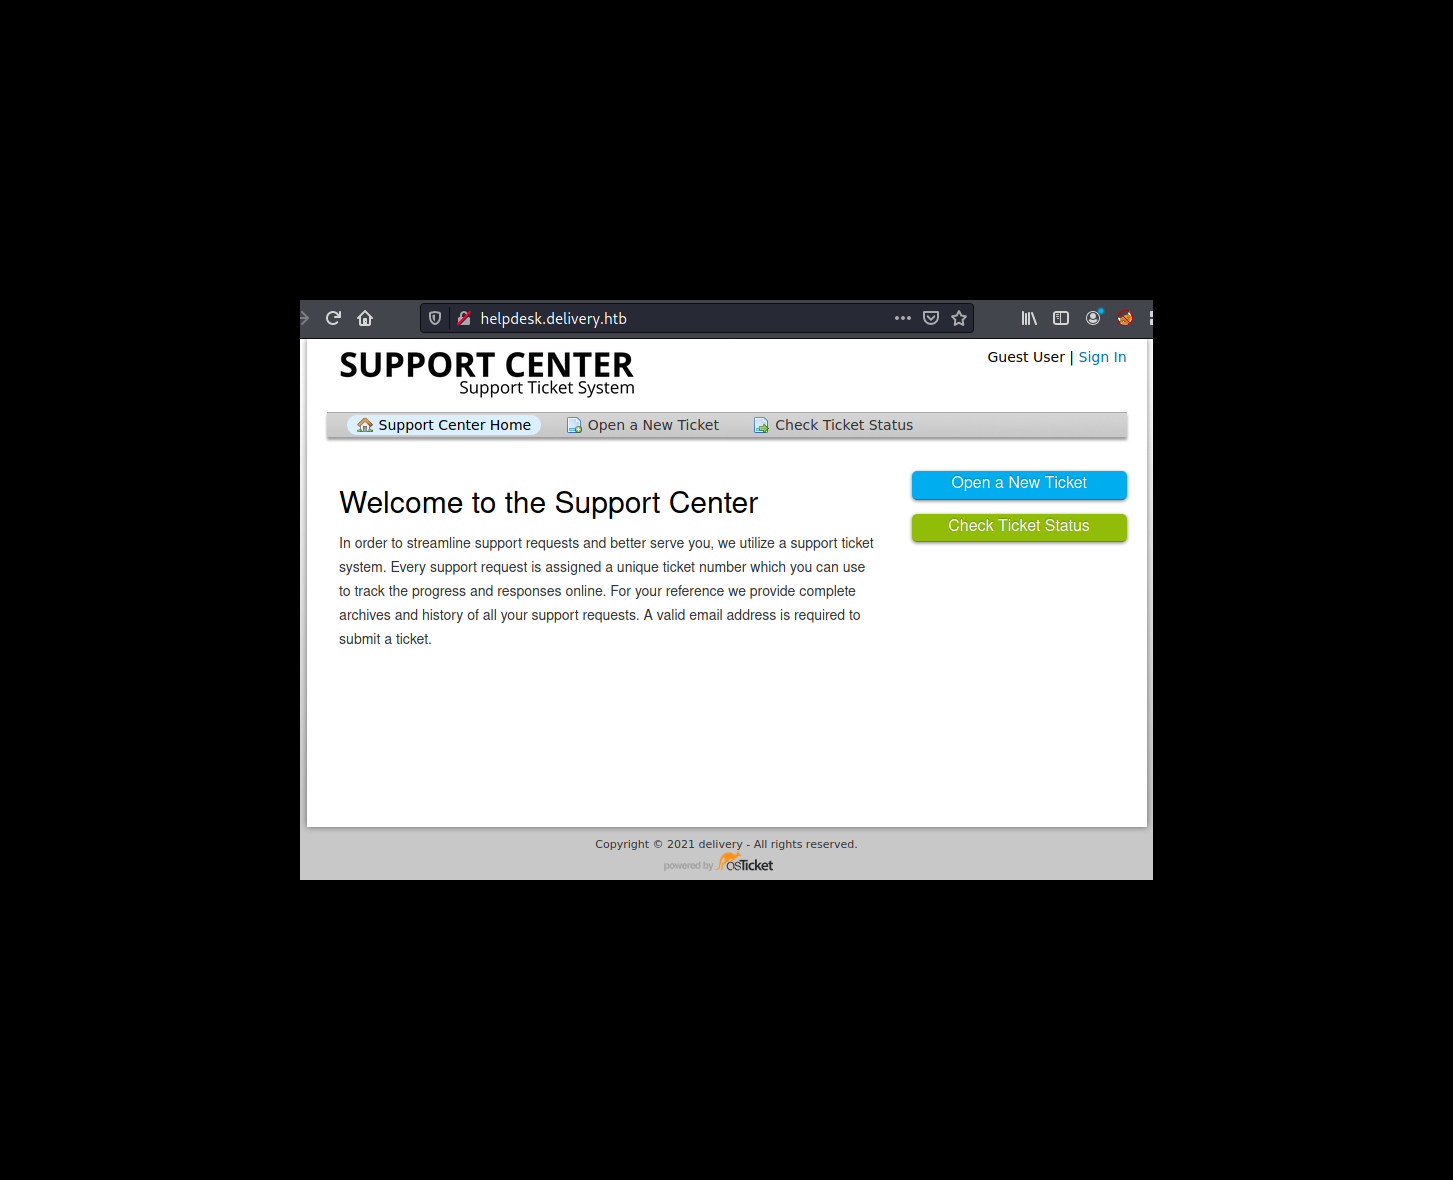 helpdesk.delivery.htb
SUPPORT CENTER
Support Ticket System
Guest User | Sign In
Support Center Home Open a New Ticket Check Ticket Status
Welcome to the Support Center
In order to streamline support requests and better serve you, we utilize a support ticket
system. Every support request is assigned a unique ticket number which you can use
to track the progress and responses online. For your reference we provide complete
archives and history of all your support requests. A valid email address is required to
submit a ticket.
Open a New Ticket
Check Ticket Status
Copyright © 2021 delivery - All rights reserved.
powered by osTicket